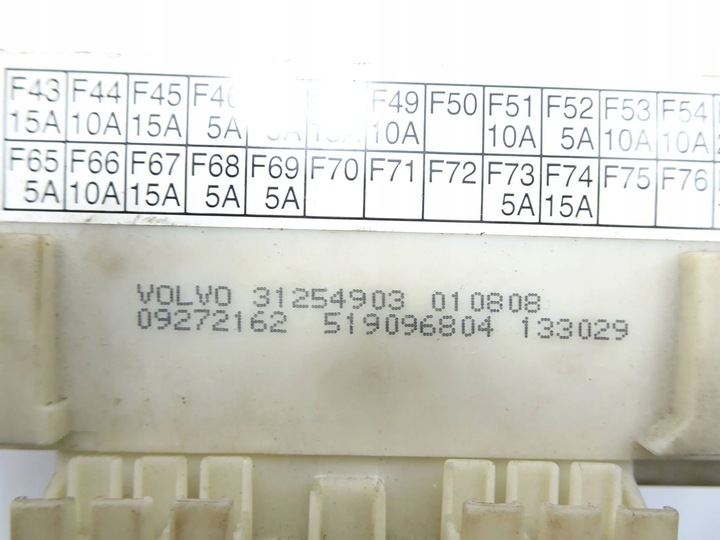 F43 F44 F45 F46 F49 F50 F51 F52 F53 F54
15A 10A 15A 5A 10A 10A 5A 10A 10A
F65 F66 F67 F68 F69 F70 F71 F72 F73 F74 F75 F76
5A 10A 15A 5A 5A 5A 15A
VOLVO 31254903 010808
09272162 519096804 133029